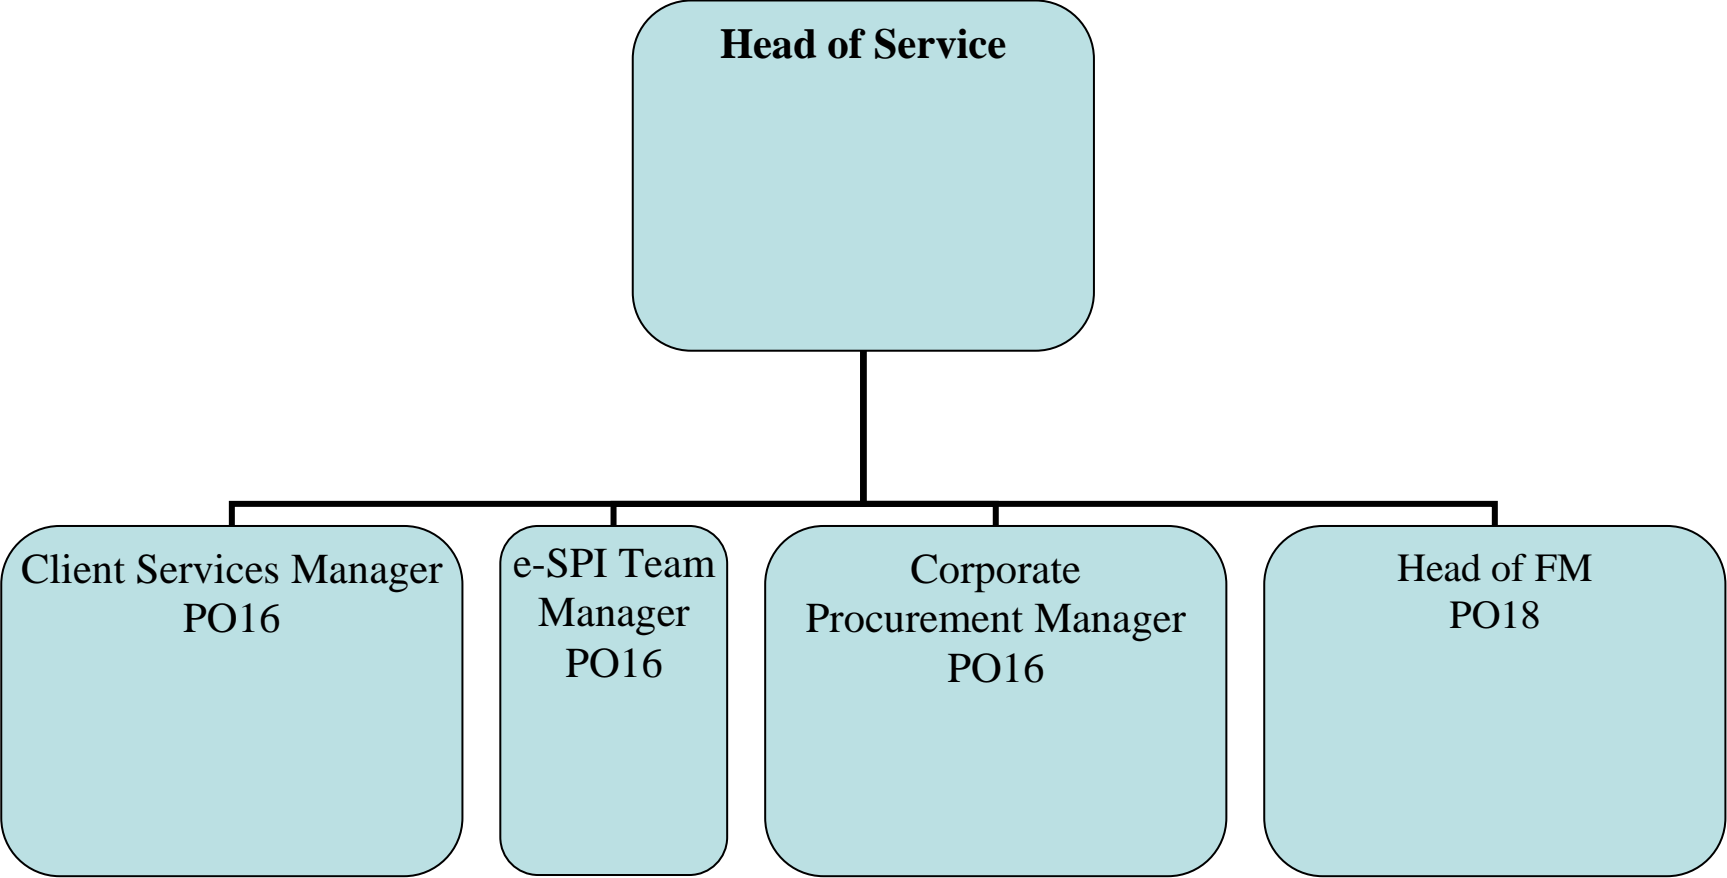 Head of Service
Client Services Manager
PO16
e-SPI Team
Manager
PO16
Corporate
Procurement Manager
PO16
Head of FM
PO18